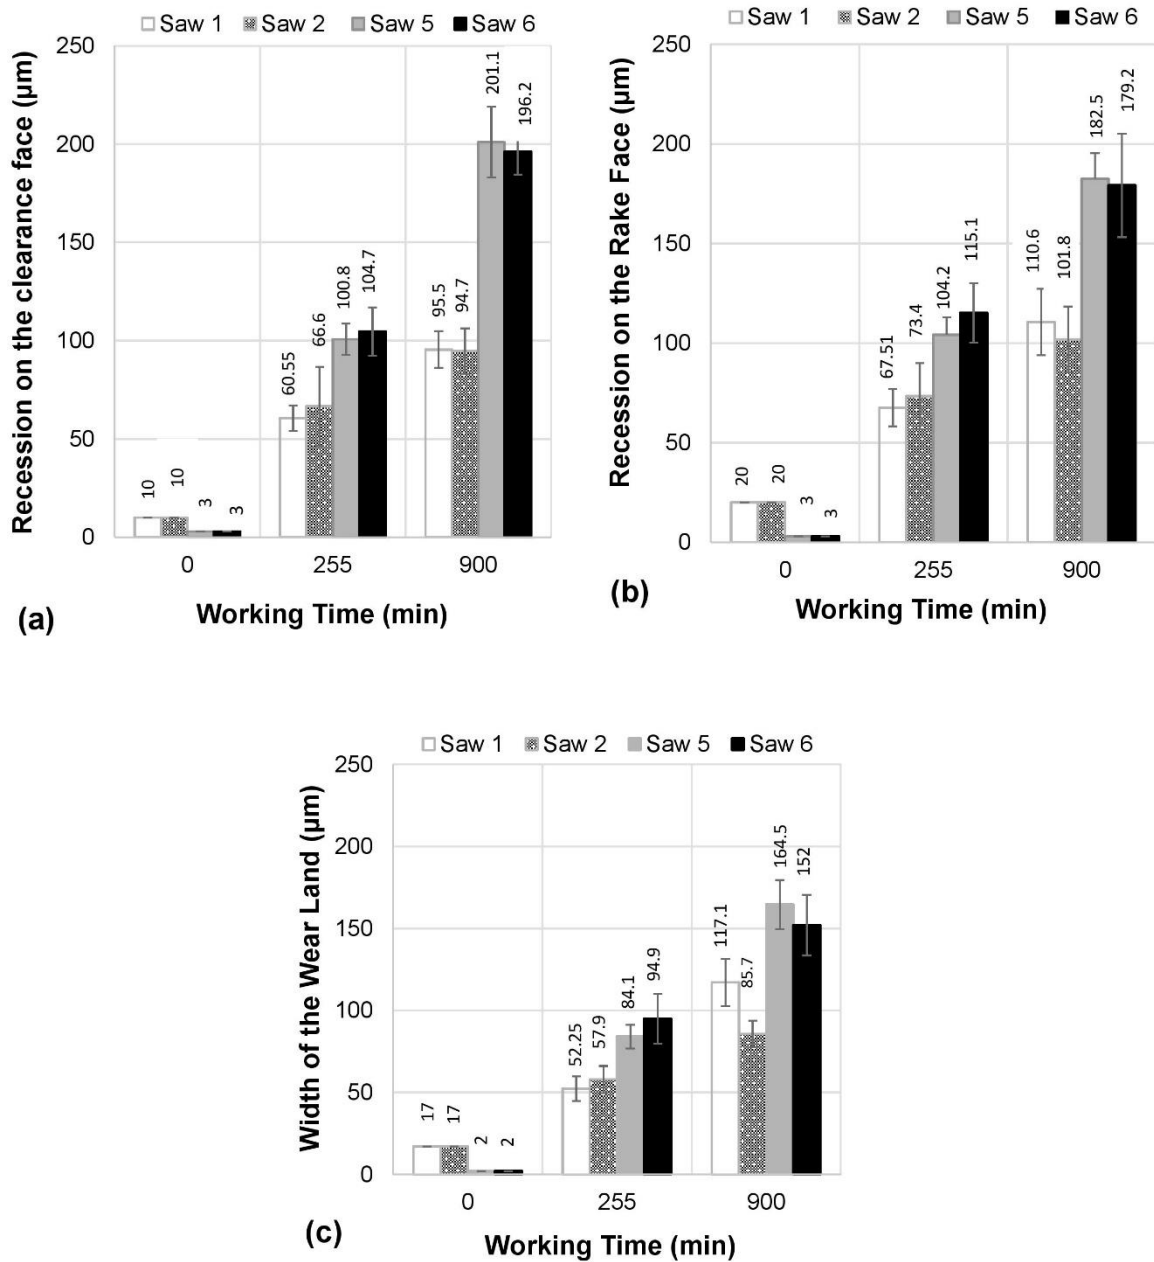 Saw 1 Saw 2 Saw 5 Saw 6
Recession on the clearance face (µm)
250
200
150
100
50
0
10 10 3 3
60.55 66.6 100.8 104.7
95.5 94.7 201.1 196.2
0 255 900
Working Time (min)
(a)
Saw 1 Saw 2 Saw 5 Saw 6
Recession on the Rake Face (µm)
250
200
150
100
50
0
20 20 3 3
67.51 73.4 104.2 115.1
110.6 101.8 182.5 179.2
0 255 900
Working Time (min)
(b)
Saw 1 Saw 2 Saw 5 Saw 6
Width of the Wear Land (µm)
250
200
150
100
50
0
17 17 2 2
52.25 57.9 84.1 94.9
117.1 85.7 164.5 152
0 255 900
Working Time (min)
(c)